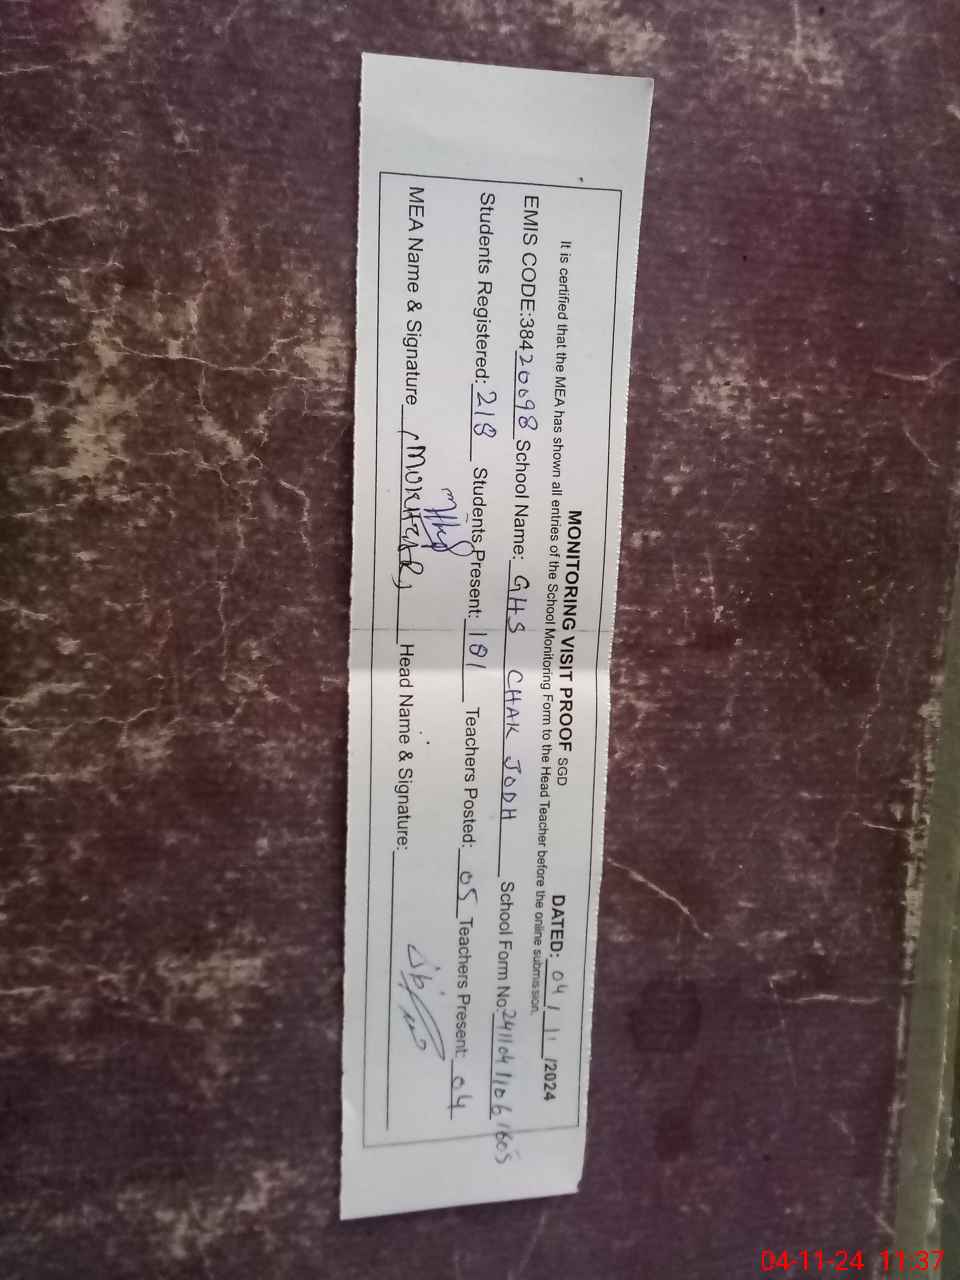 MONITORING VISIT PROOF SGD DATED: 04/11/2024
It is certified that the MEA has shown all entries of the School Monitoring Form to the Head Teacher before the online submission.
EMIS CODE:38420098 School Name: GHS CHAK JODH School Form No:24110411061605
Students Registered: 218 Students Present: 181 Teachers Posted: 05 Teachers Present: 04
MEA Name & Signature (MUKHTAR) Head Name & Signature:
04-11-24 11:37